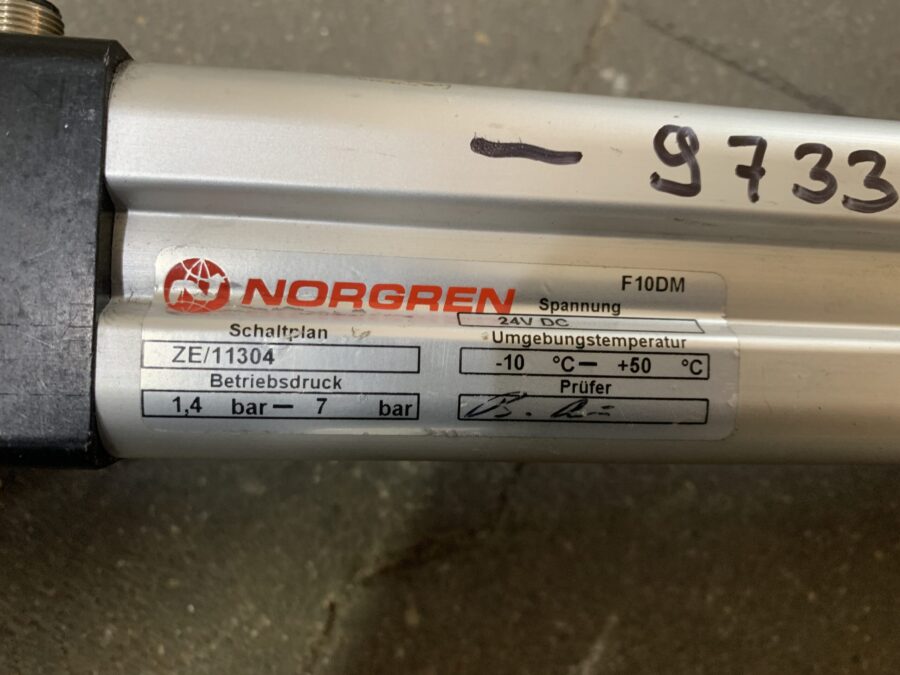 – 9733
NORGREN
F10DM
Spannung
24V DC
Schaltplan
ZE/11304
Umgebungstemperatur
-10 °C – +50 °C
Betriebsdruck
1,4 bar – 7 bar
Prüfer